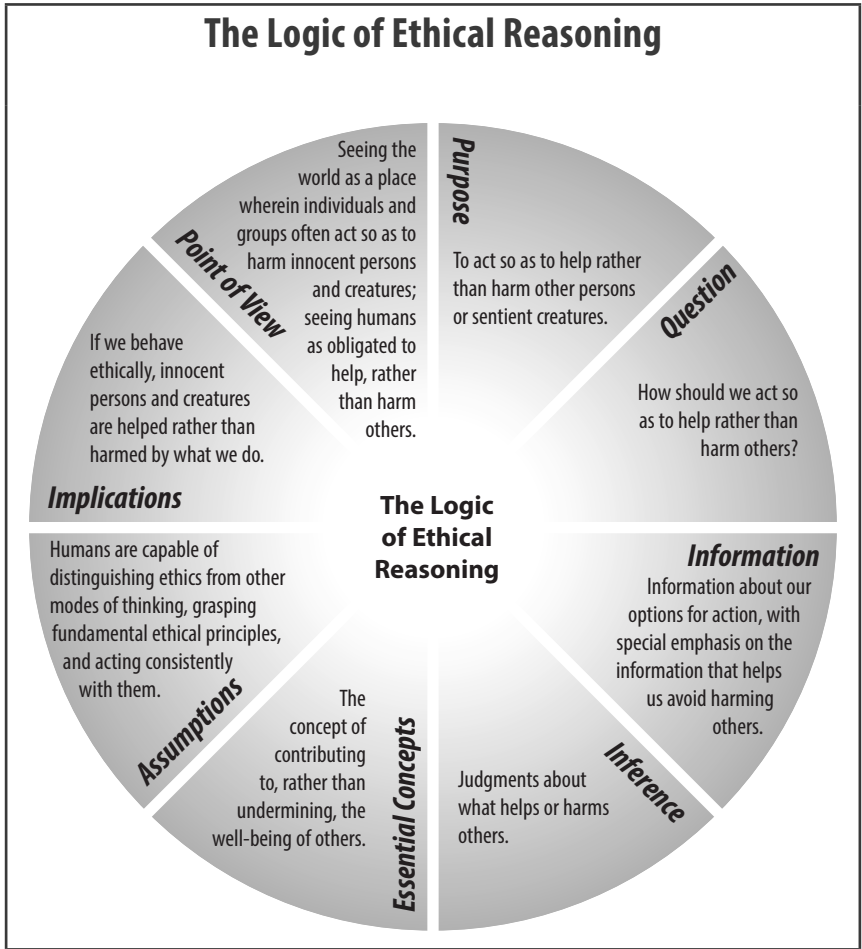 The Logic of Ethical Reasoning
Purpose
To act so as to help rather
than harm other persons
or sentient creatures.
Question
How should we act so
as to help rather than
harm others?
Information
Information about our
options for action, with
special emphasis on the
information that helps
us avoid harming
others.
Inference
Judgments about
what helps or harms
others.
Essential Concepts
The
concept of
contributing
to, rather than
undermining, the
well-being of others.
Assumptions
Humans are capable of
distinguishing ethics from other
modes of thinking, grasping
fundamental ethical principles,
and acting consistently
with them.
Implications
If we behave
ethically, innocent
persons and creatures
are helped rather than
harmed by what we do.
Point of View
Seeing the
world as a place
wherein individuals and
groups often act so as to
harm innocent persons
and creatures;
seeing humans
as obligated to
help, rather
than harm
others.
The Logic
of Ethical
Reasoning